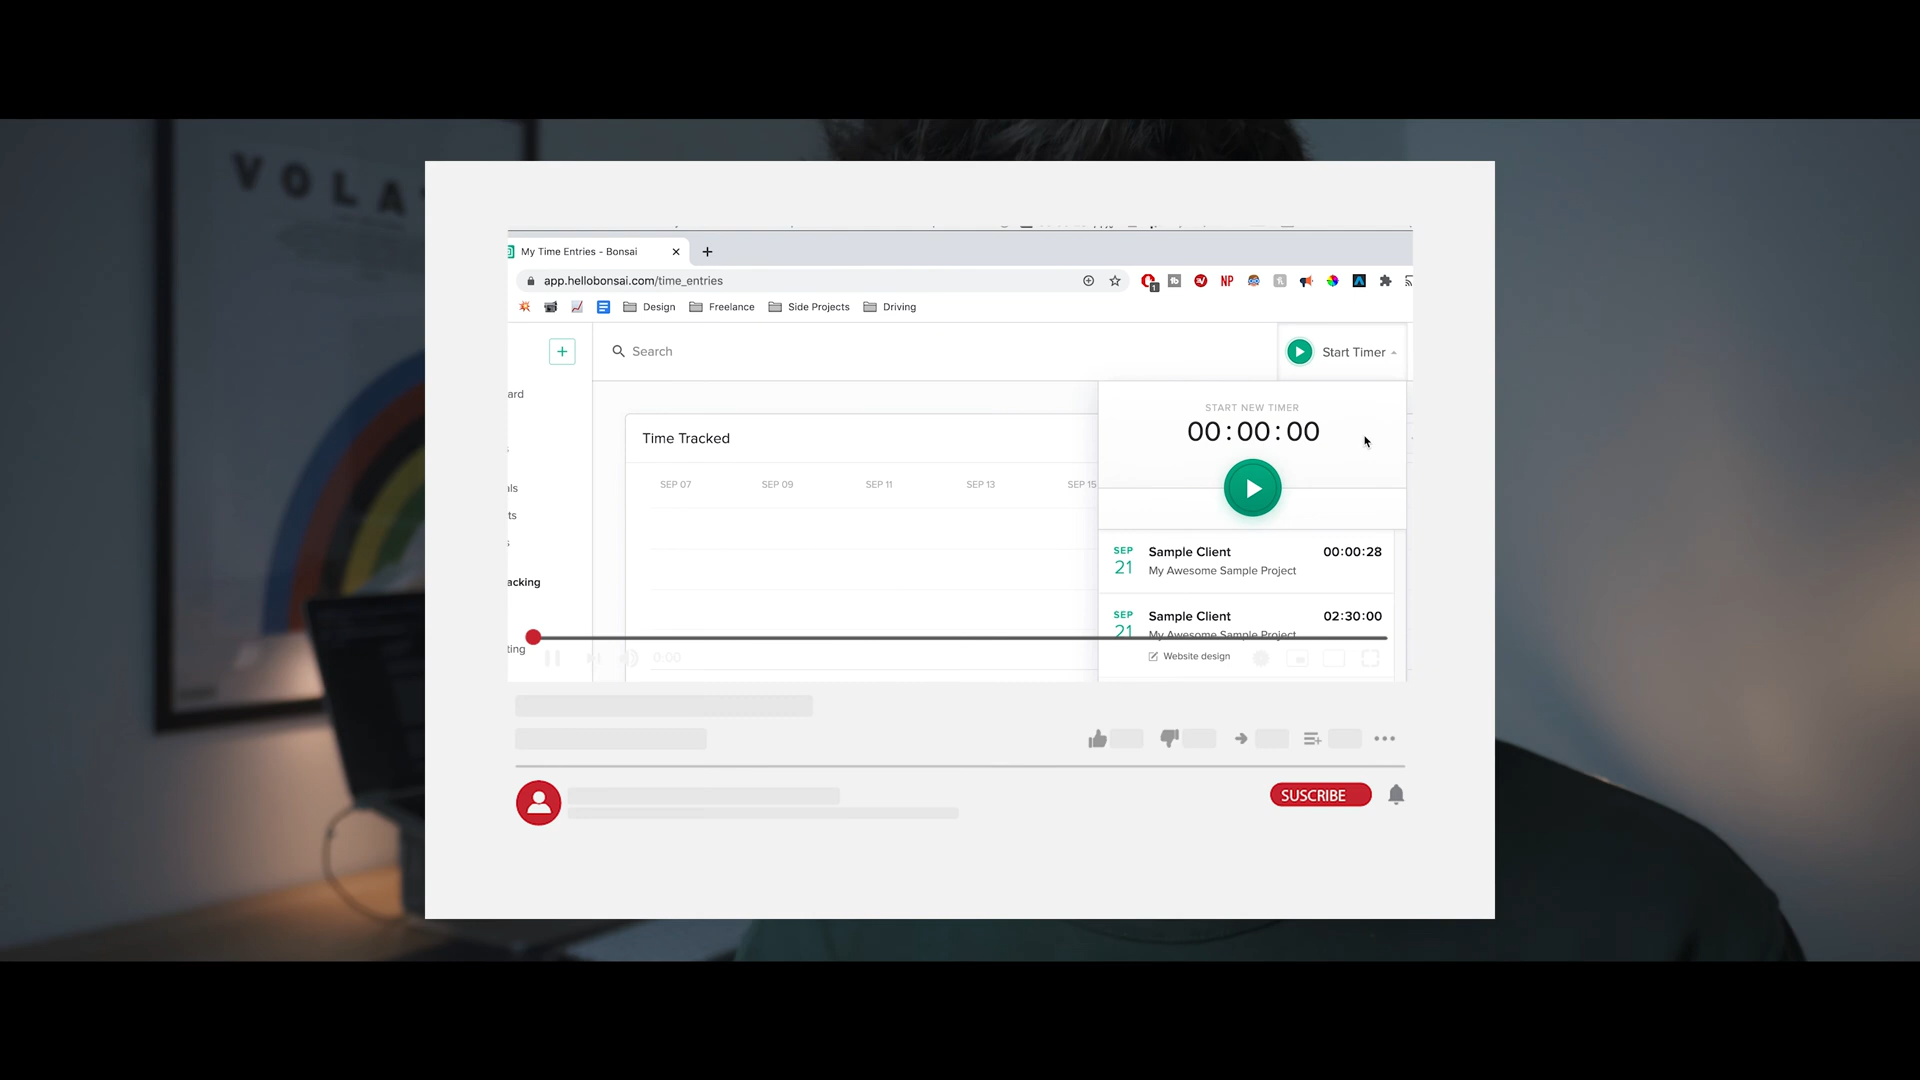 VOLA
My Time Entries - Bonsai
app.hellobonsai.com/time_entries
NP
1
Design
Freelance
Side Projects
Driving
Search
Start Timer
ard
START NEW TIMER
00:00:00
Time Tracked
SEP 07
SEP 09
SEP 11
SEP 13
SEP 15
als
ts
SEP
21
Sample Client
00:00:28
My Awesome Sample Project
acking
SEP
21
Sample Client
02:30:00
My Awesome Sample Project
ting
0:00
Website design
SUSCRIBE